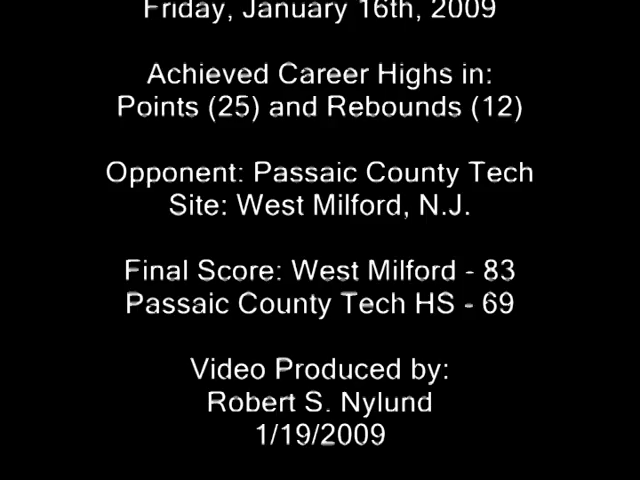 Friday, January 16th, 2009
Achieved Career Highs in:
Points (25) and Rebounds (12)
Opponent: Passaic County Tech
Site: West Milford, N.J.
Final Score: West Milford - 83
Passaic County Tech HS - 69
Video Produced by:
Robert S. Nylund
1/19/2009